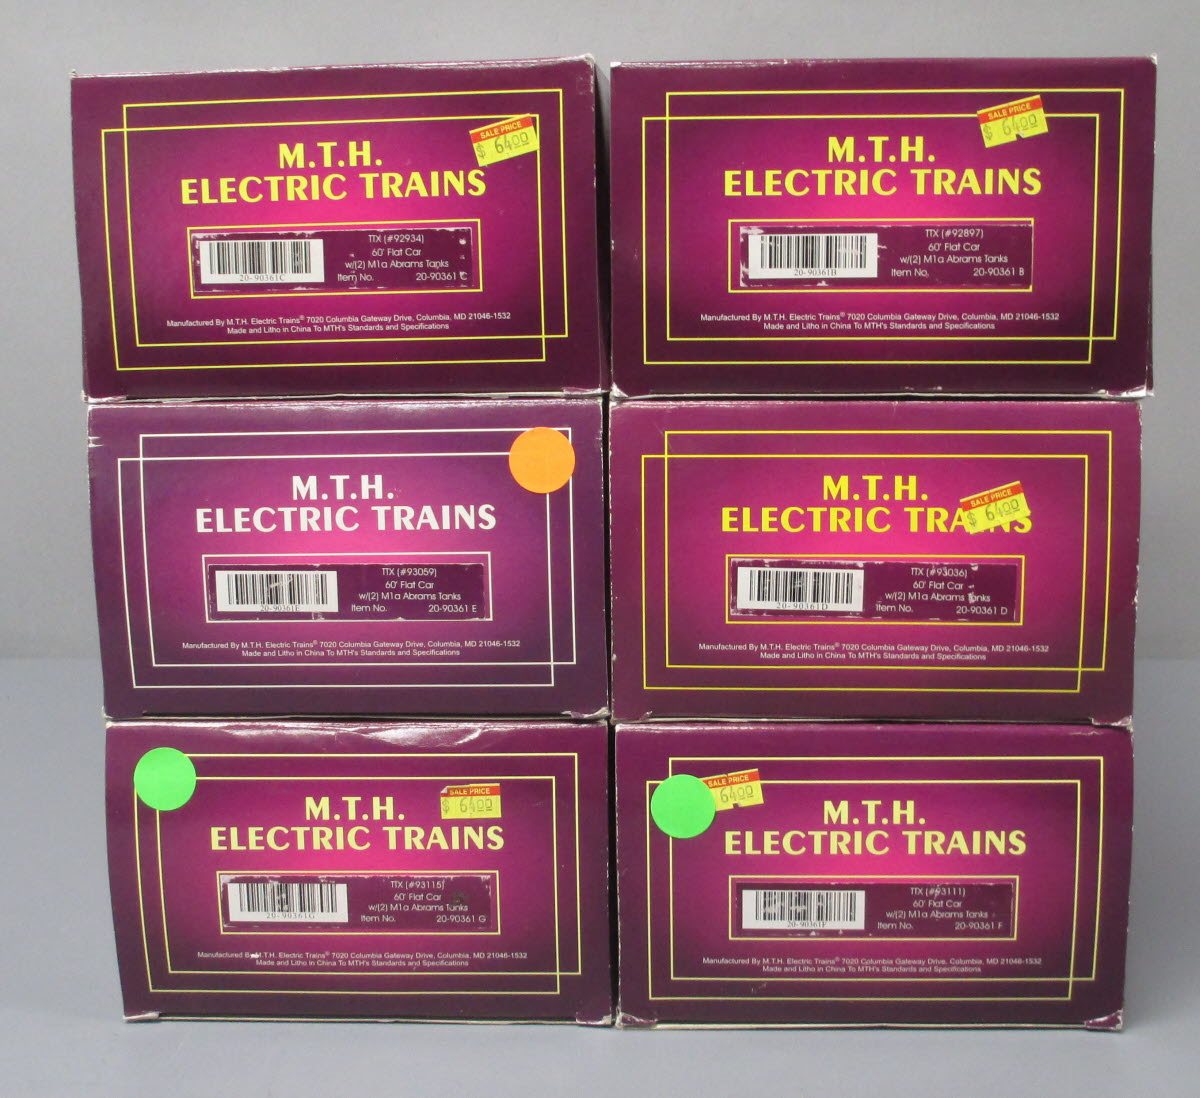 SALE PRICE
$ 64.00
M.T.H.
ELECTRIC TRAINS
TTX (#92934)
60' Flat Car
w/(2) M1a Abrams Tanks
Item No. 20-90361 C
20-90361C
Manufactured By M.T.H. Electric Trains® 7020 Columbia Gateway Drive, Columbia, MD 21046-1532
Made and Litho in China To MTH's Standards and Specifications
SALE PRICE
$ 64.00
M.T.H.
ELECTRIC TRAINS
TTX (#92897)
60' Flat Car
w/(2) M1a Abrams Tanks
Item No. 20-90361 B
20-90361B
Manufactured By M.T.H. Electric Trains® 7020 Columbia Gateway Drive, Columbia, MD 21046-1532
Made and Litho in China To MTH's Standards and Specifications
M.T.H.
ELECTRIC TRAINS
TTX (#93059)
60' Flat Car
w/(2) M1a Abrams Tanks
Item No. 20-90361 E
20-90361E
Manufactured By M.T.H. Electric Trains® 7020 Columbia Gateway Drive, Columbia, MD 21046-1532
Made and Litho in China To MTH's Standards and Specifications
M.T.H.
SALE PRICE
$ 64.00
ELECTRIC TRAINS
TTX (#93036)
60' Flat Car
w/(2) M1a Abrams Tanks
Item No. 20-90361 D
20-90361D
Manufactured By M.T.H. Electric Trains® 7020 Columbia Gateway Drive, Columbia, MD 21046-1532
Made and Litho in China To MTH's Standards and Specifications
SALE PRICE
$ 64.00
M.T.H.
ELECTRIC TRAINS
TTX (#93115)
60' Flat Car
w/(2) M1a Abrams Tanks
Item No. 20-90361 G
20-90361G
Manufactured By M.T.H. Electric Trains® 7020 Columbia Gateway Drive, Columbia, MD 21046-1532
Made and Litho in China To MTH's Standards and Specifications
SALE PRICE
$ 64.00
M.T.H.
ELECTRIC TRAINS
TTX (#93111)
60' Flat Car
w/(2) M1a Abrams Tanks
Item No. 20-90361 F
20-90361F
Manufactured By M.T.H. Electric Trains® 7020 Columbia Gateway Drive, Columbia, MD 21046-1532
Made and Litho in China To MTH's Standards and Specifications